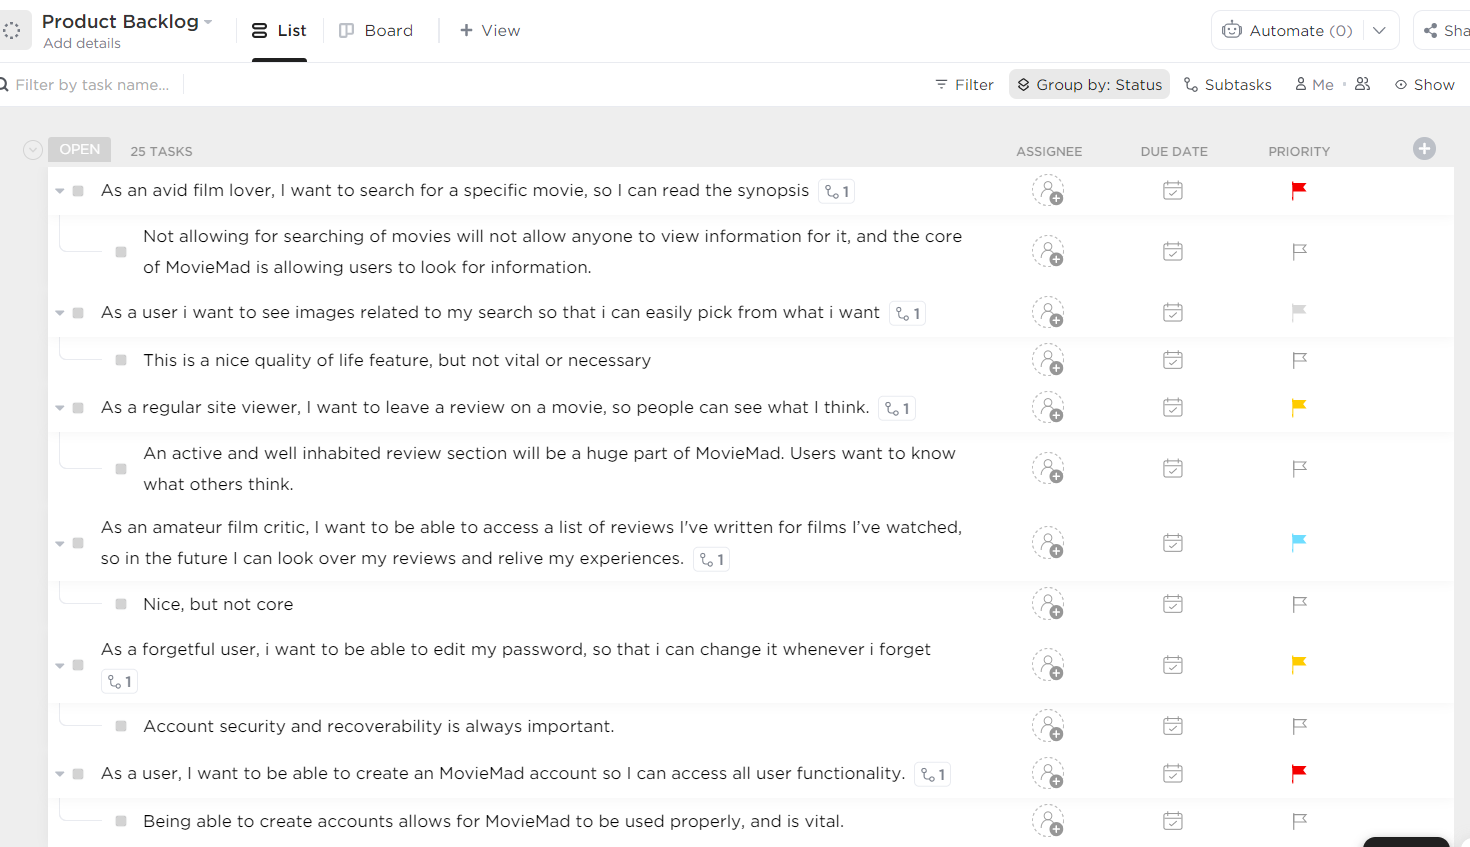 Product Backlog
Add details
List
Board
+ View
Automate (0)
Sha
Filter by task name...
Filter
Group by: Status
Subtasks
Me
Show
OPEN
25 TASKS
ASSIGNEE
DUE DATE
PRIORITY
As an avid film lover, I want to search for a specific movie, so I can read the synopsis 1
Not allowing for searching of movies will not allow anyone to view information for it, and the core
of MovieMad is allowing users to look for information.
As a user i want to see images related to my search so that i can easily pick from what i want 1
This is a nice quality of life feature, but not vital or necessary
As a regular site viewer, I want to leave a review on a movie, so people can see what I think. 1
An active and well inhabited review section will be a huge part of MovieMad. Users want to know
what others think.
As an amateur film critic, I want to be able to access a list of reviews I've written for films I've watched,
so in the future I can look over my reviews and relive my experiences. 1
Nice, but not core
As a forgetful user, i want to be able to edit my password, so that i can change it whenever i forget
1
Account security and recoverability is always important.
As a user, I want to be able to create an MovieMad account so I can access all user functionality. 1
Being able to create accounts allows for MovieMad to be used properly, and is vital.